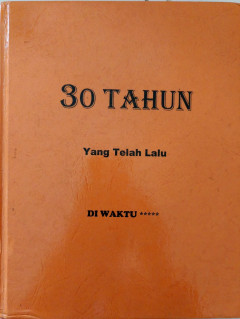 30 TAHUN
Yang Telah Lalu
DI WAKTU *****